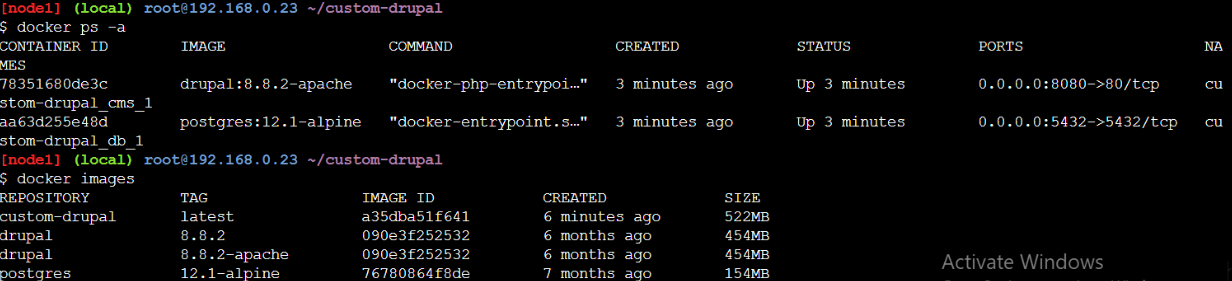 [node1] (local) root@192.168.0.23 ~/custom-drupal
$ docker ps -a
CONTAINER ID IMAGE COMMAND CREATED STATUS PORTS NA
MES
78351680de3c drupal:8.8.2-apache "docker-php-entrypoi…" 3 minutes ago Up 3 minutes 0.0.0.0:8080->80/tcp cu
stom-drupal_cms_1
aa63d255e48d postgres:12.1-alpine "docker-entrypoint.s…" 3 minutes ago Up 3 minutes 0.0.0.0:5432->5432/tcp cu
stom-drupal_db_1
[node1] (local) root@192.168.0.23 ~/custom-drupal
$ docker images
REPOSITORY TAG IMAGE ID CREATED SIZE
custom-drupal latest a35dba51f641 6 minutes ago 522MB
drupal 8.8.2 090e3f252532 6 months ago 454MB
drupal 8.8.2-apache 090e3f252532 6 months ago 454MB
postgres 12.1-alpine 76780864f8de 7 months ago 154MB
Activate Windows